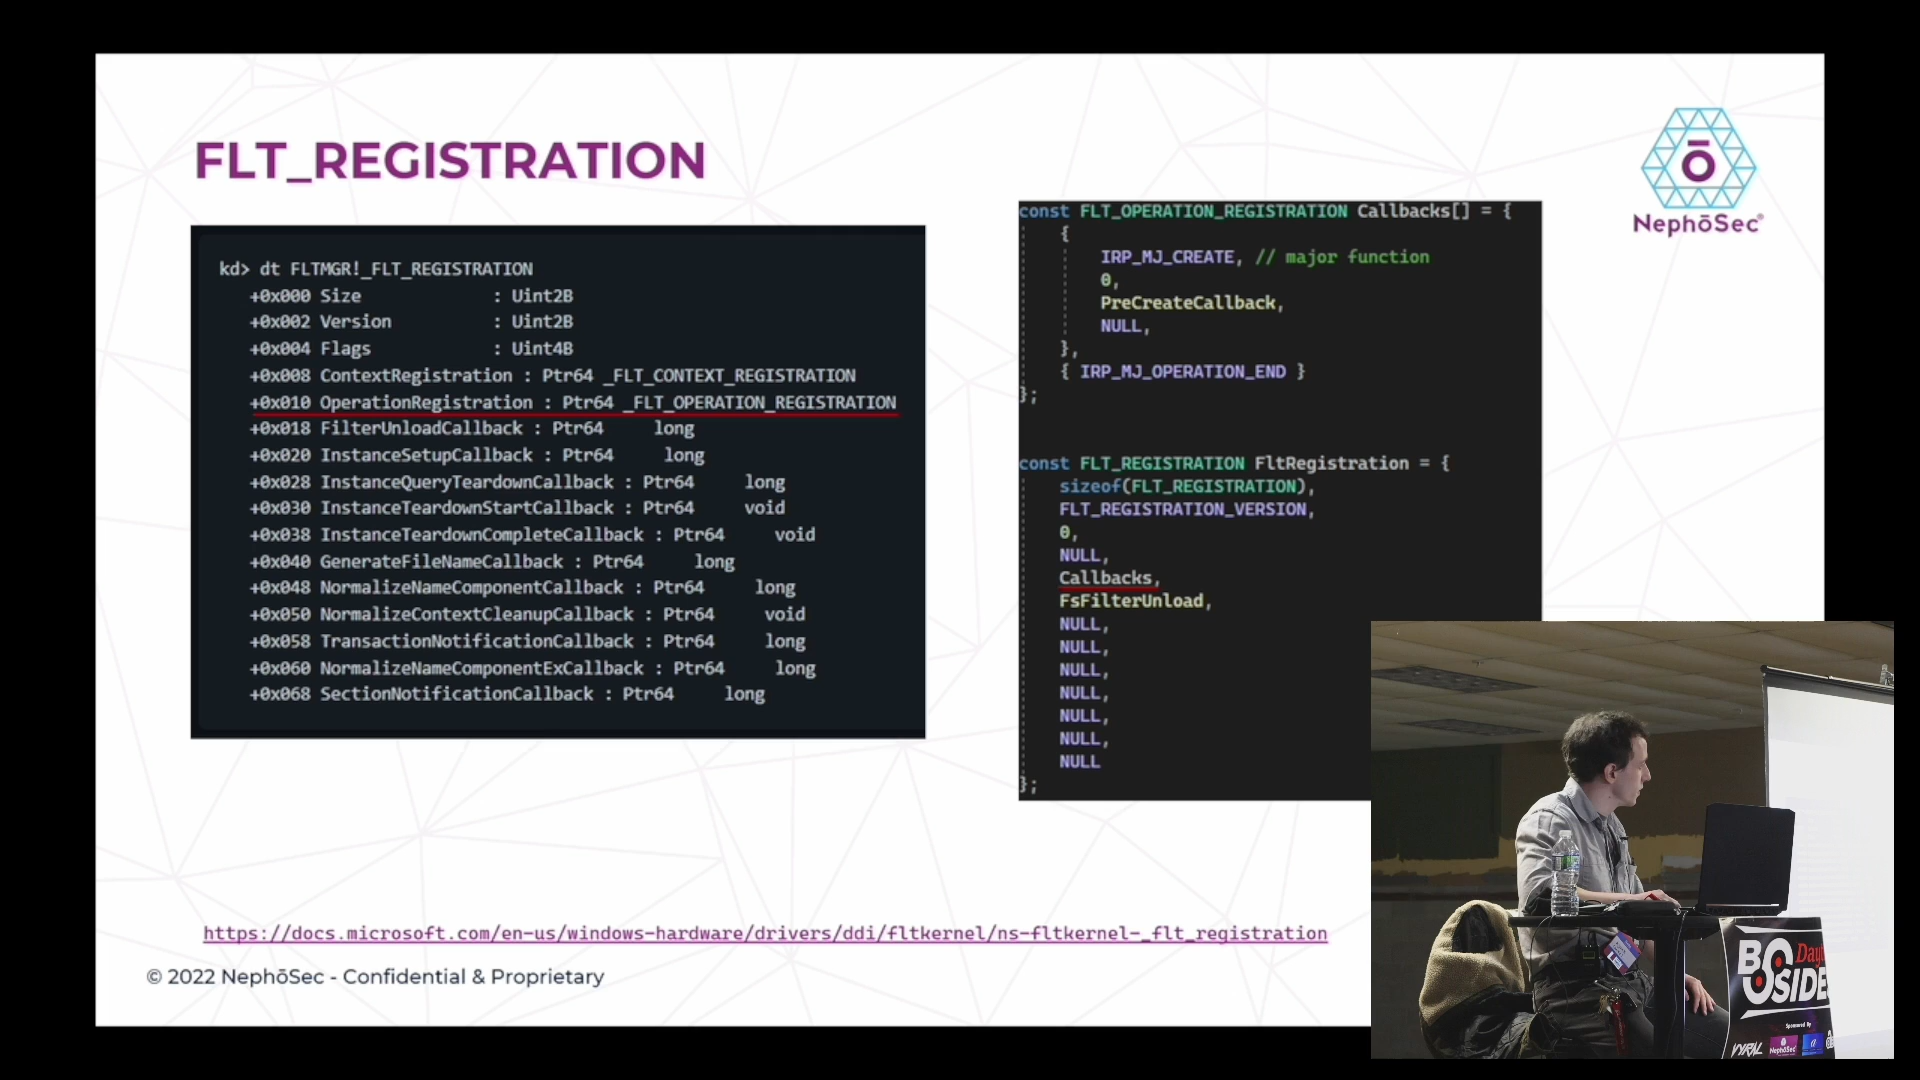 FLT_REGISTRATION
NephōSec
kd> dt FLTMGR!_FLT_REGISTRATION
+0x000 Size : Uint2B
+0x002 Version : Uint2B
+0x004 Flags : Uint4B
+0x008 ContextRegistration : Ptr64 _FLT_CONTEXT_REGISTRATION
+0x010 OperationRegistration : Ptr64 _FLT_OPERATION_REGISTRATION
+0x018 FilterUnloadCallback : Ptr64 long
+0x020 InstanceSetupCallback : Ptr64 long
+0x028 InstanceQueryTeardownCallback : Ptr64 long
+0x030 InstanceTeardownStartCallback : Ptr64 void
+0x038 InstanceTeardownCompleteCallback : Ptr64 void
+0x040 GenerateFileNameCallback : Ptr64 long
+0x048 NormalizeNameComponentCallback : Ptr64 long
+0x050 NormalizeContextCleanupCallback : Ptr64 void
+0x058 TransactionNotificationCallback : Ptr64 long
+0x060 NormalizeNameComponentExCallback : Ptr64 long
+0x068 SectionNotificationCallback : Ptr64 long
const FLT_OPERATION_REGISTRATION Callbacks[] = {
{
IRP_MJ_CREATE, // major function
0,
PreCreateCallback,
NULL,
},
{ IRP_MJ_OPERATION_END }
};
const FLT_REGISTRATION FltRegistration = {
sizeof(FLT_REGISTRATION),
FLT_REGISTRATION_VERSION,
0,
NULL,
Callbacks,
FsFilterUnload,
NULL,
NULL,
NULL,
NULL,
NULL,
NULL,
NULL
};
https://docs.microsoft.com/en-us/windows-hardware/drivers/ddi/fltkernel/ns-fltkernel-_flt_registration
© 2022 NephōSec - Confidential & Proprietary
BSIDE
Sponsored By
VYRAL NephōSec